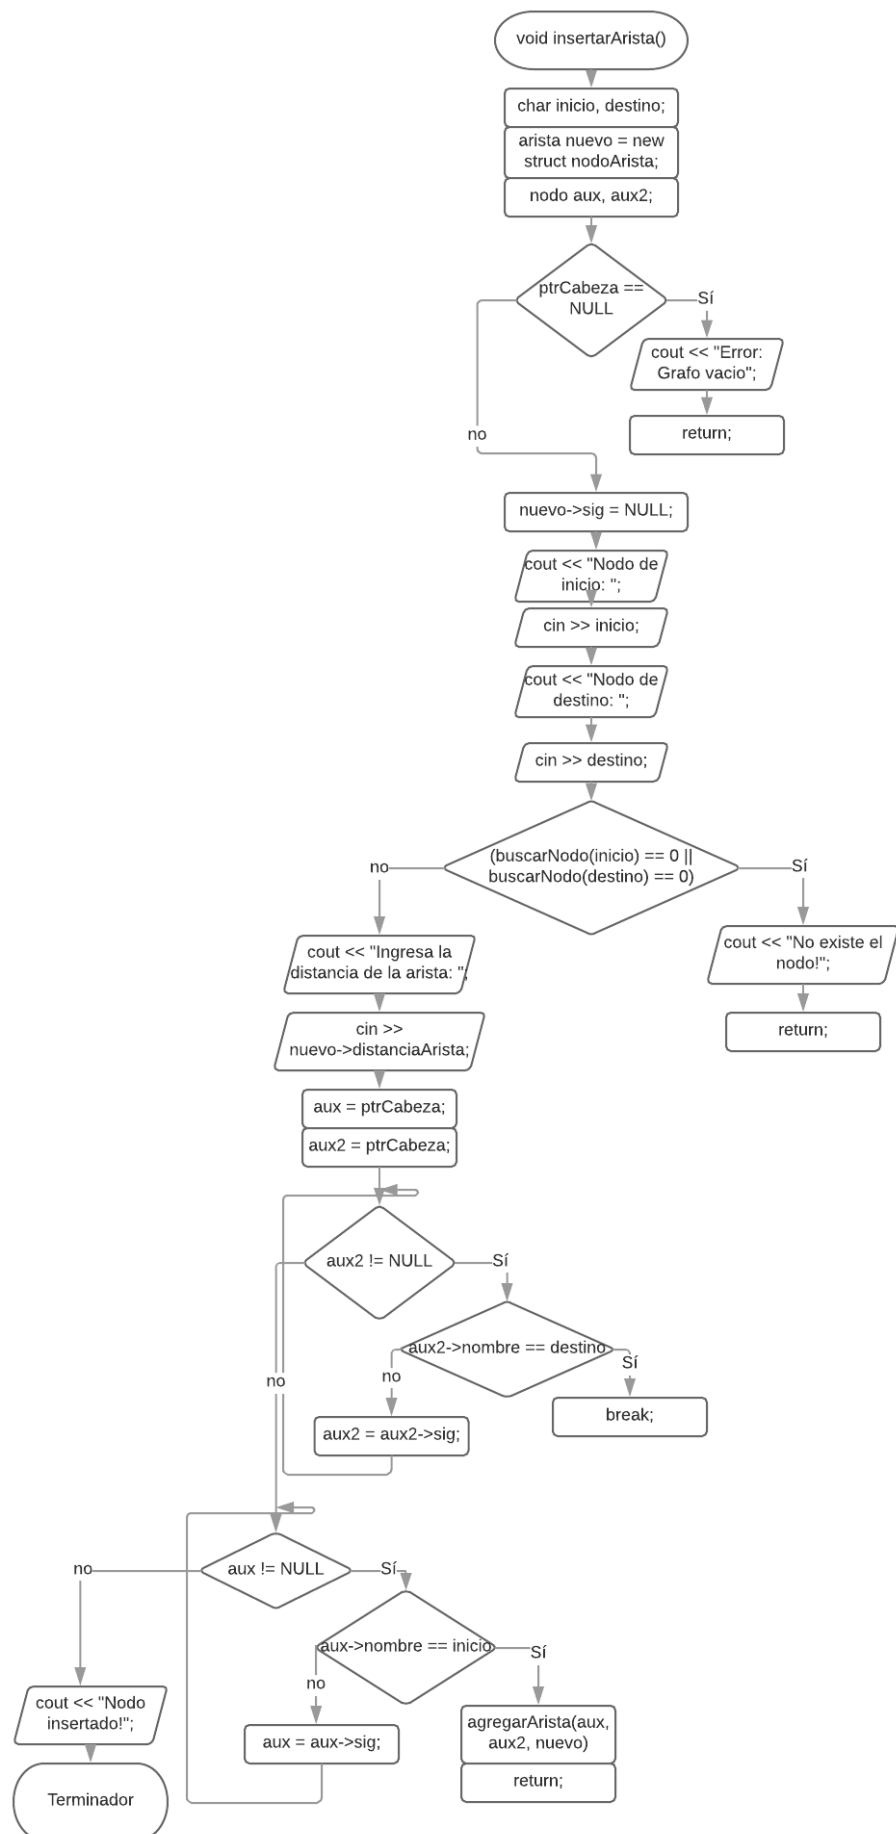 void insertarArista()
char inicio, destino;
arista nuevo = new
struct nodoArista;
nodo aux, aux2;
ptrCabeza ==
NULL
Sí
cout << "Error:
Grafo vacio";
return;
no
nuevo->sig = NULL;
cout << "Nodo de
inicio: ";
cin >> inicio;
cout << "Nodo de
destino: ";
cin >> destino;
(buscarNodo(inicio) == 0 ||
buscarNodo(destino) == 0)
no
Sí
cout << "Ingresa la
distancia de la arista: ";
cout << "No existe el
nodo!";
cin >>
nuevo->distanciaArista;
return;
aux = ptrCabeza;
aux2 = ptrCabeza;
aux2 != NULL
Sí
aux2->nombre == destino
Sí
no
no
break;
aux2 = aux2->sig;
aux != NULL
no
Sí
aux->nombre == inicio
Sí
no
cout << "Nodo
insertado!";
aux = aux->sig;
agregarArista(aux,
aux2, nuevo)
return;
Terminador